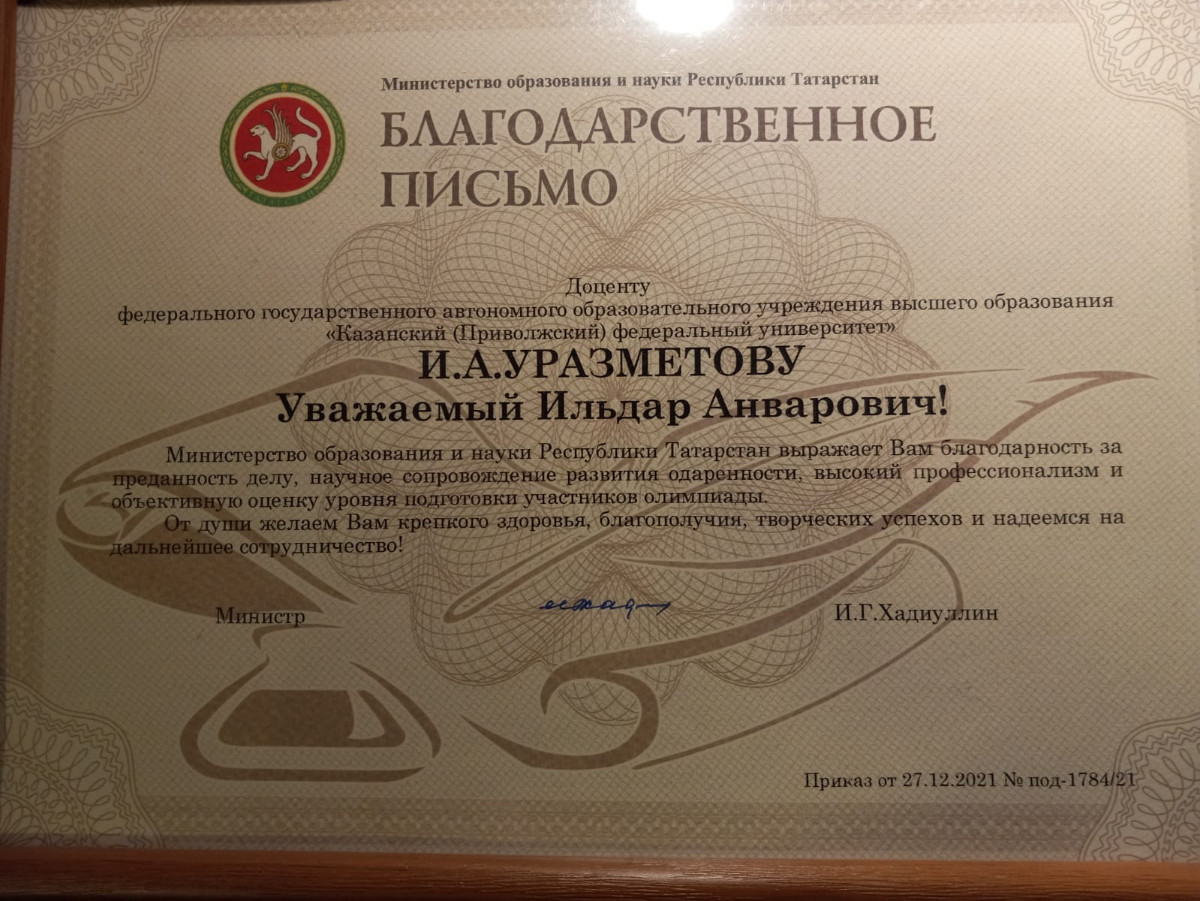 Министерство образования и науки Республики Татарстан
БЛАГОДАРСТВЕННОЕ
ПИСЬМО
Доценту
федерального государственного автономного образовательного учреждения высшего образования
«Казанский (Приволжский) федеральный университет»
И.А.УРАЗМЕТОВУ
Уважаемый Ильдар Анварович!
Министерство образования и науки Республики Татарстан выражает Вам благодарность за
преданность делу, научное сопровождение развития одаренности, высокий профессионализм и
объективную оценку уровня подготовки участников олимпиады.
От души желаем Вам крепкого здоровья, благополучия, творческих успехов и надеемся на
дальнейшее сотрудничество!
Министр
И.Г.Хадиуллин
Приказ от 27.12.2021 № под-1784/21